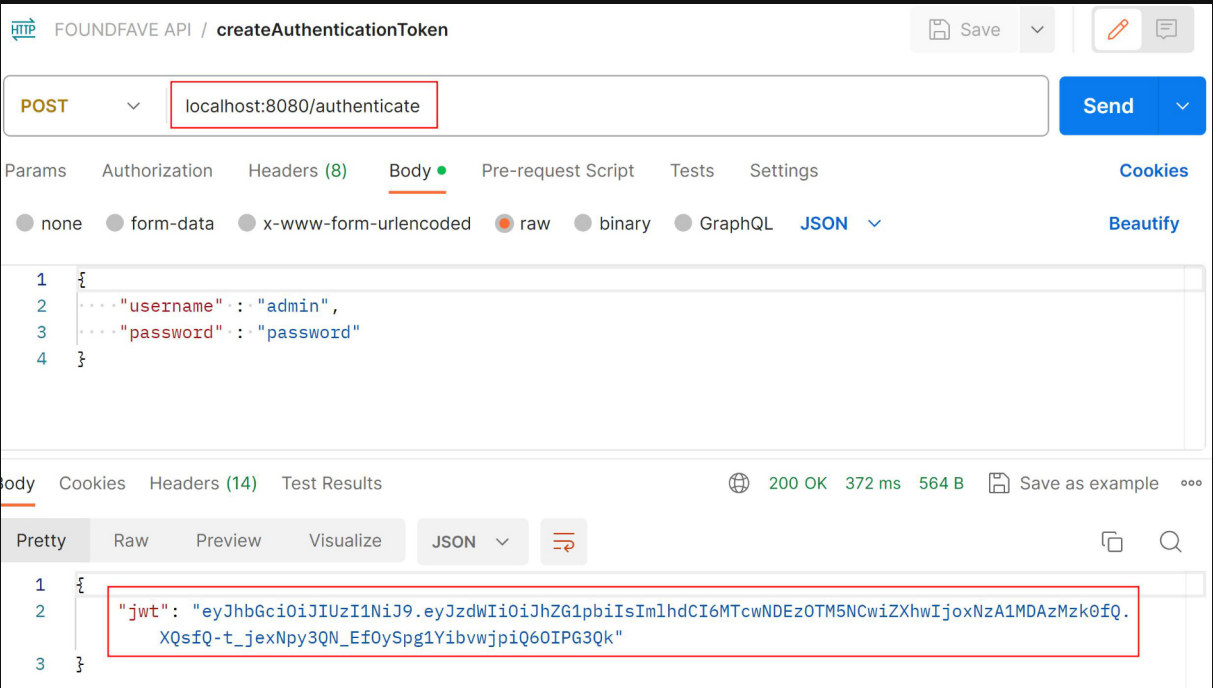 HTTP FOUNDFAVE API / createAuthenticationToken Save
POST localhost:8080/authenticate Send
Params Authorization Headers (8) Body Pre-request Script Tests Settings Cookies
none form-data x-www-form-urlencoded raw binary GraphQL JSON Beautify
1 {
2 "username" : "admin",
3 "password" : "password"
4 }
Body Cookies Headers (14) Test Results 200 OK 372 ms 564 B Save as example
Pretty Raw Preview Visualize JSON
1 {
2 "jwt": "eyJhbGciOiJIUzI1NiJ9.eyJzdWIiOiJhZG1pbiIsImlhdCI6MTcwNDEzOTM5NCwiZXhwIjoxNzA1MDAzMzk0fQ.
XQsfQ-t_jexNpy3QN_EfOySpg1YibvwjpiQ6OIPG3Qk"
3 }